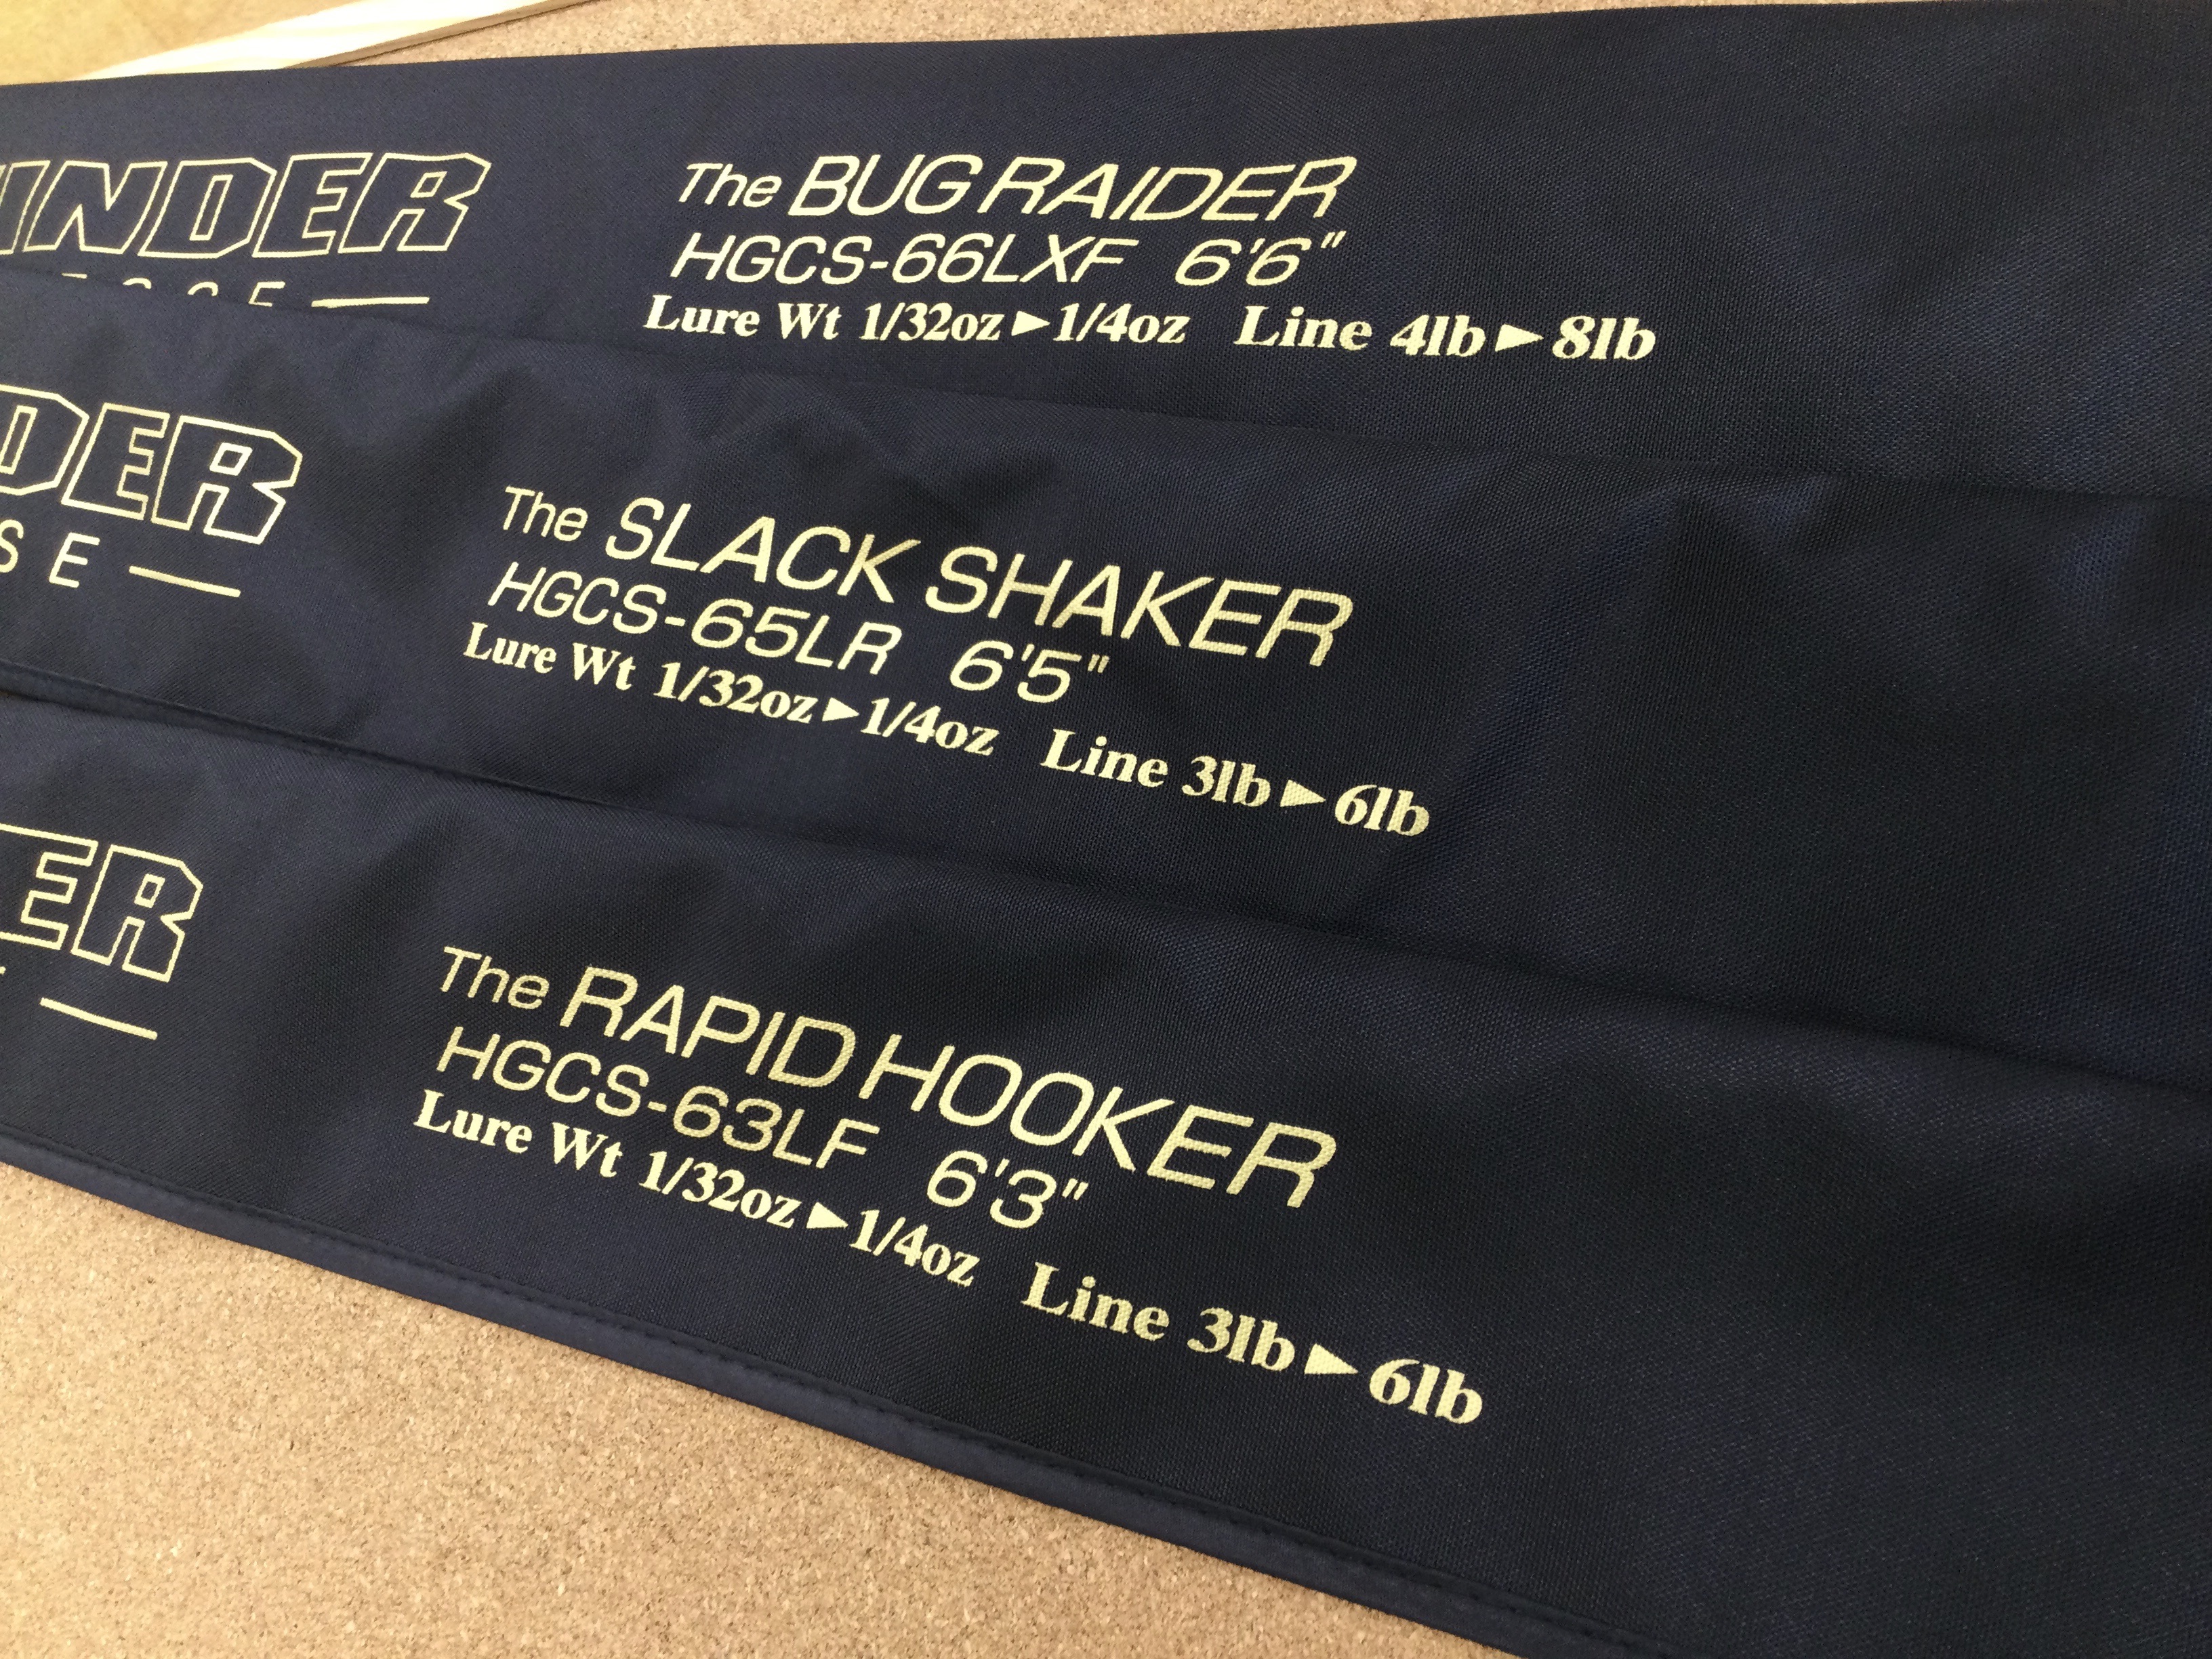 The BUG RAIDER
HGCS-66LXF 6'6"
Lure Wt 1/32oz▶1/4oz Line 4lb▶8lb
The SLACK SHAKER
HGCS-65LR 6'5"
Lure Wt 1/32oz▶1/4oz Line 3lb▶6lb
The RAPID HOOKER
HGCS-63LF 6'3"
Lure Wt 1/32oz▶1/4oz Line 3lb▶6lb